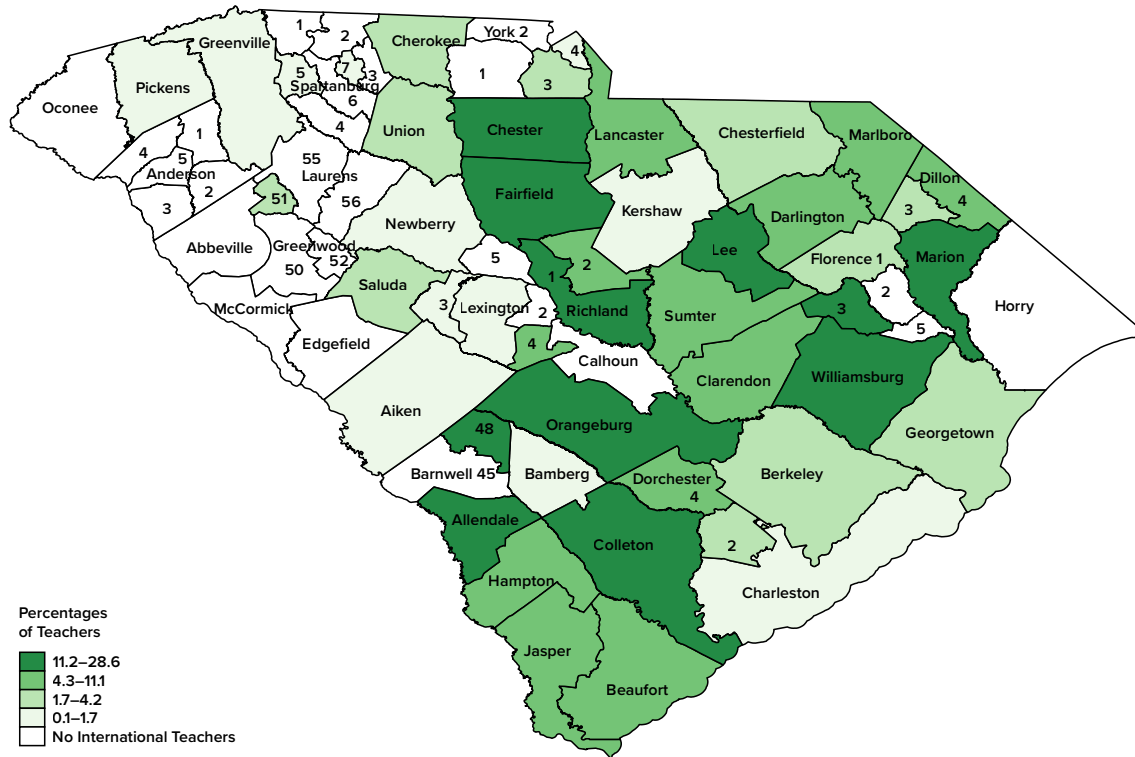 1
2
Cherokee
York 2
4
Greenville
5
7
3
Spartanburg
6
4
1
3
Pickens
Oconee
Union
Chester
Lancaster
Chesterfield
Marlboro
4
1
5
Anderson
2
3
55
Laurens
56
51
Fairfield
Kershaw
Darlington
Dillon
4
3
Newberry
Abbeville
Greenwood
52
50
5
1
2
Lee
Florence 1
Marion
Saluda
McCormick
3
Lexington
2
Richland
Sumter
3
2
5
Horry
Edgefield
4
Calhoun
Clarendon
Williamsburg
Aiken
48
Orangeburg
Georgetown
Barnwell 45
Bamberg
Dorchester
4
Berkeley
Allendale
Colleton
2
Hampton
Charleston
Jasper
Beaufort
Percentages
of Teachers
11.2–28.6
4.3–11.1
1.7–4.2
0.1–1.7
No International Teachers